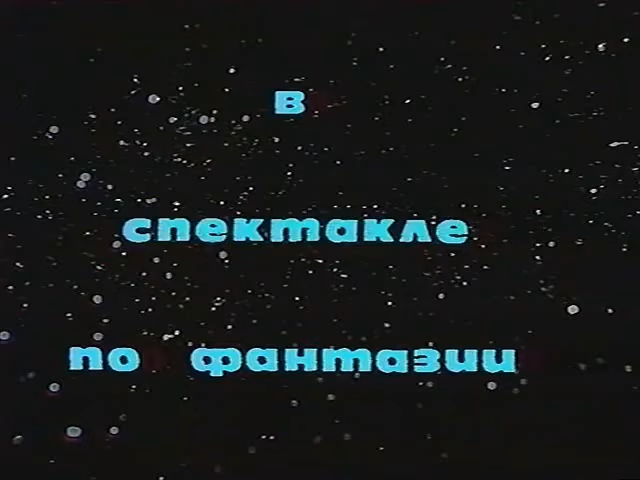 в
спектакле
по фантазии